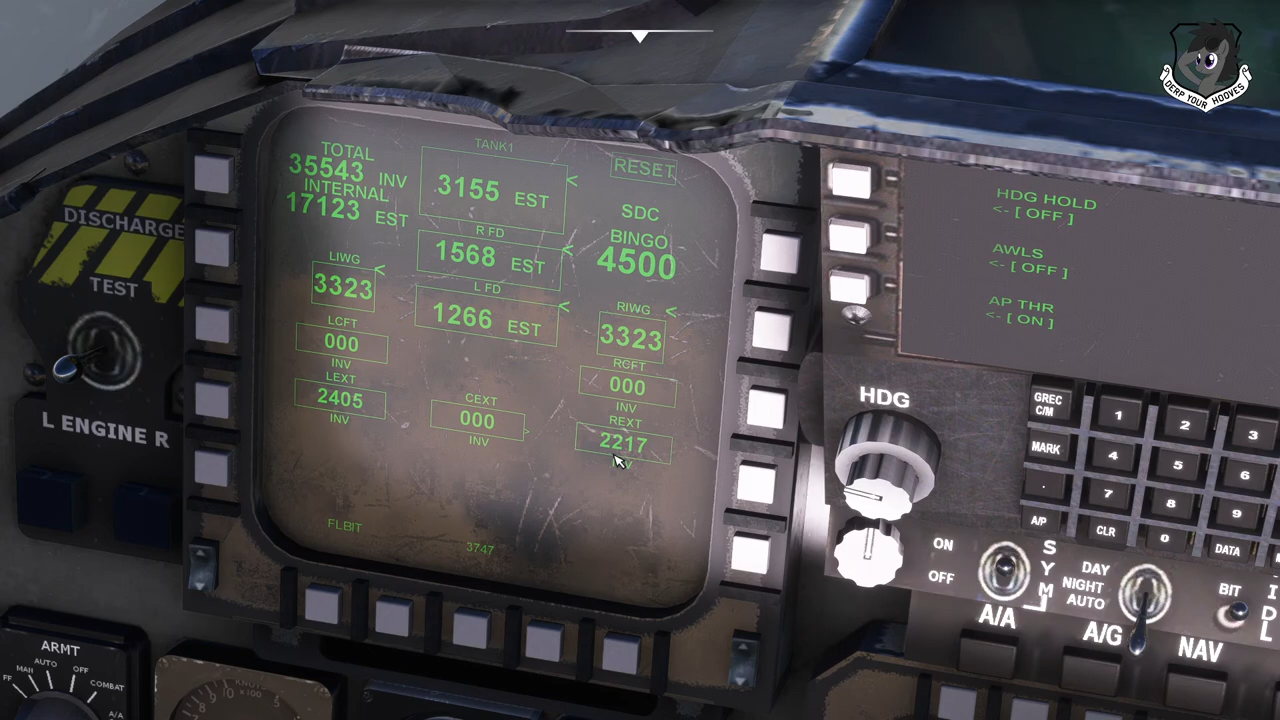 DERP YOUR HOOVES
DISCHARGE
TEST
L ENGINE R
TOTAL
35543 INV
INTERNAL
17123 EST
TANK1
3155 EST
R FD
1568 EST
L FD
1266 EST
RESET
SDC
BINGO
4500
LIWG
3323
RIWG
3323
LCFT
000
INV
RCFT
000
INV
LEXT
2405
INV
CEXT
000
INV
REXT
2217
FLBIT
3747
HDG HOLD
<- [ OFF ]
AWLS
<- [ OFF ]
AP THR
<- [ ON ]
HDG
GREC
C/M
1
2
3
MARK
4
5
6
.
7
8
9
A/P
CLR
0
DATA
ON
OFF
SYM
A/A
DAY
NIGHT
AUTO
A/G
BIT
NAV
ARMT
MAN
AUTO
OFF
COMBAT
A/A
x100